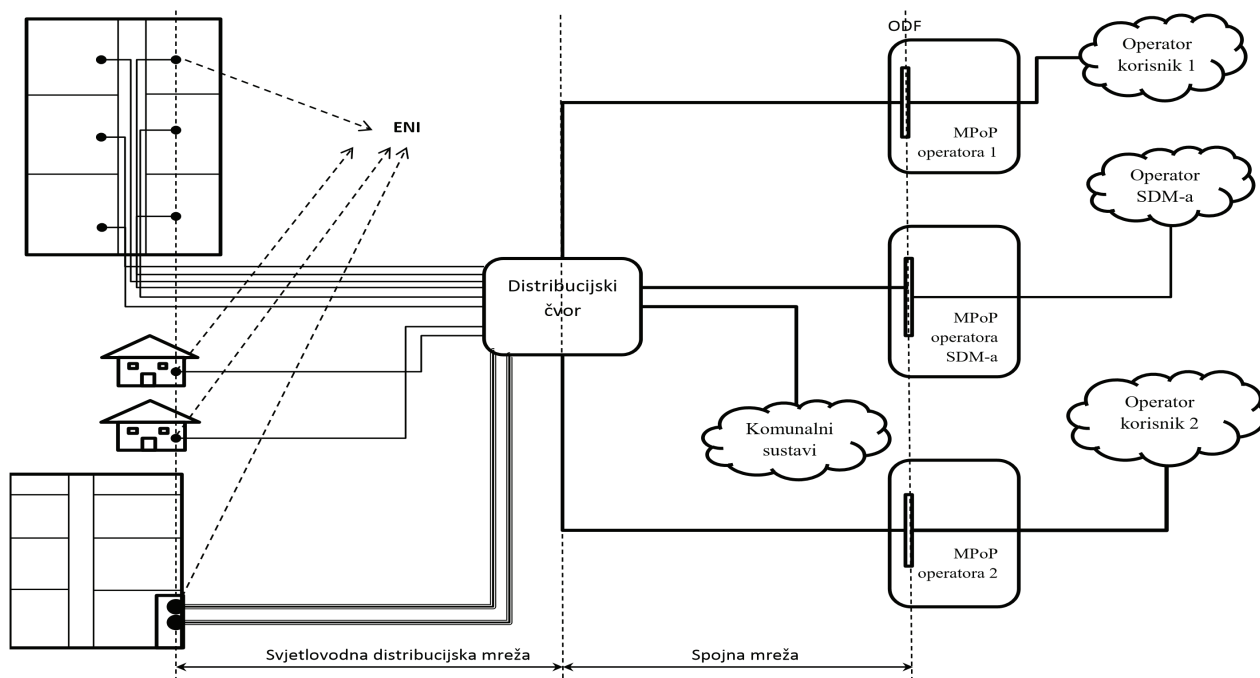 ODF
Operator
korisnik 1
ENI
MPoP
operatora 1
Operator
SDM-a
Distribucijski
čvor
MPoP
operatora
SDM-a
Operator
korisnik 2
Komunalni
sustavi
MPoP
operatora 2
Svjetlovodna distribucijska mreža
Spojna mreža